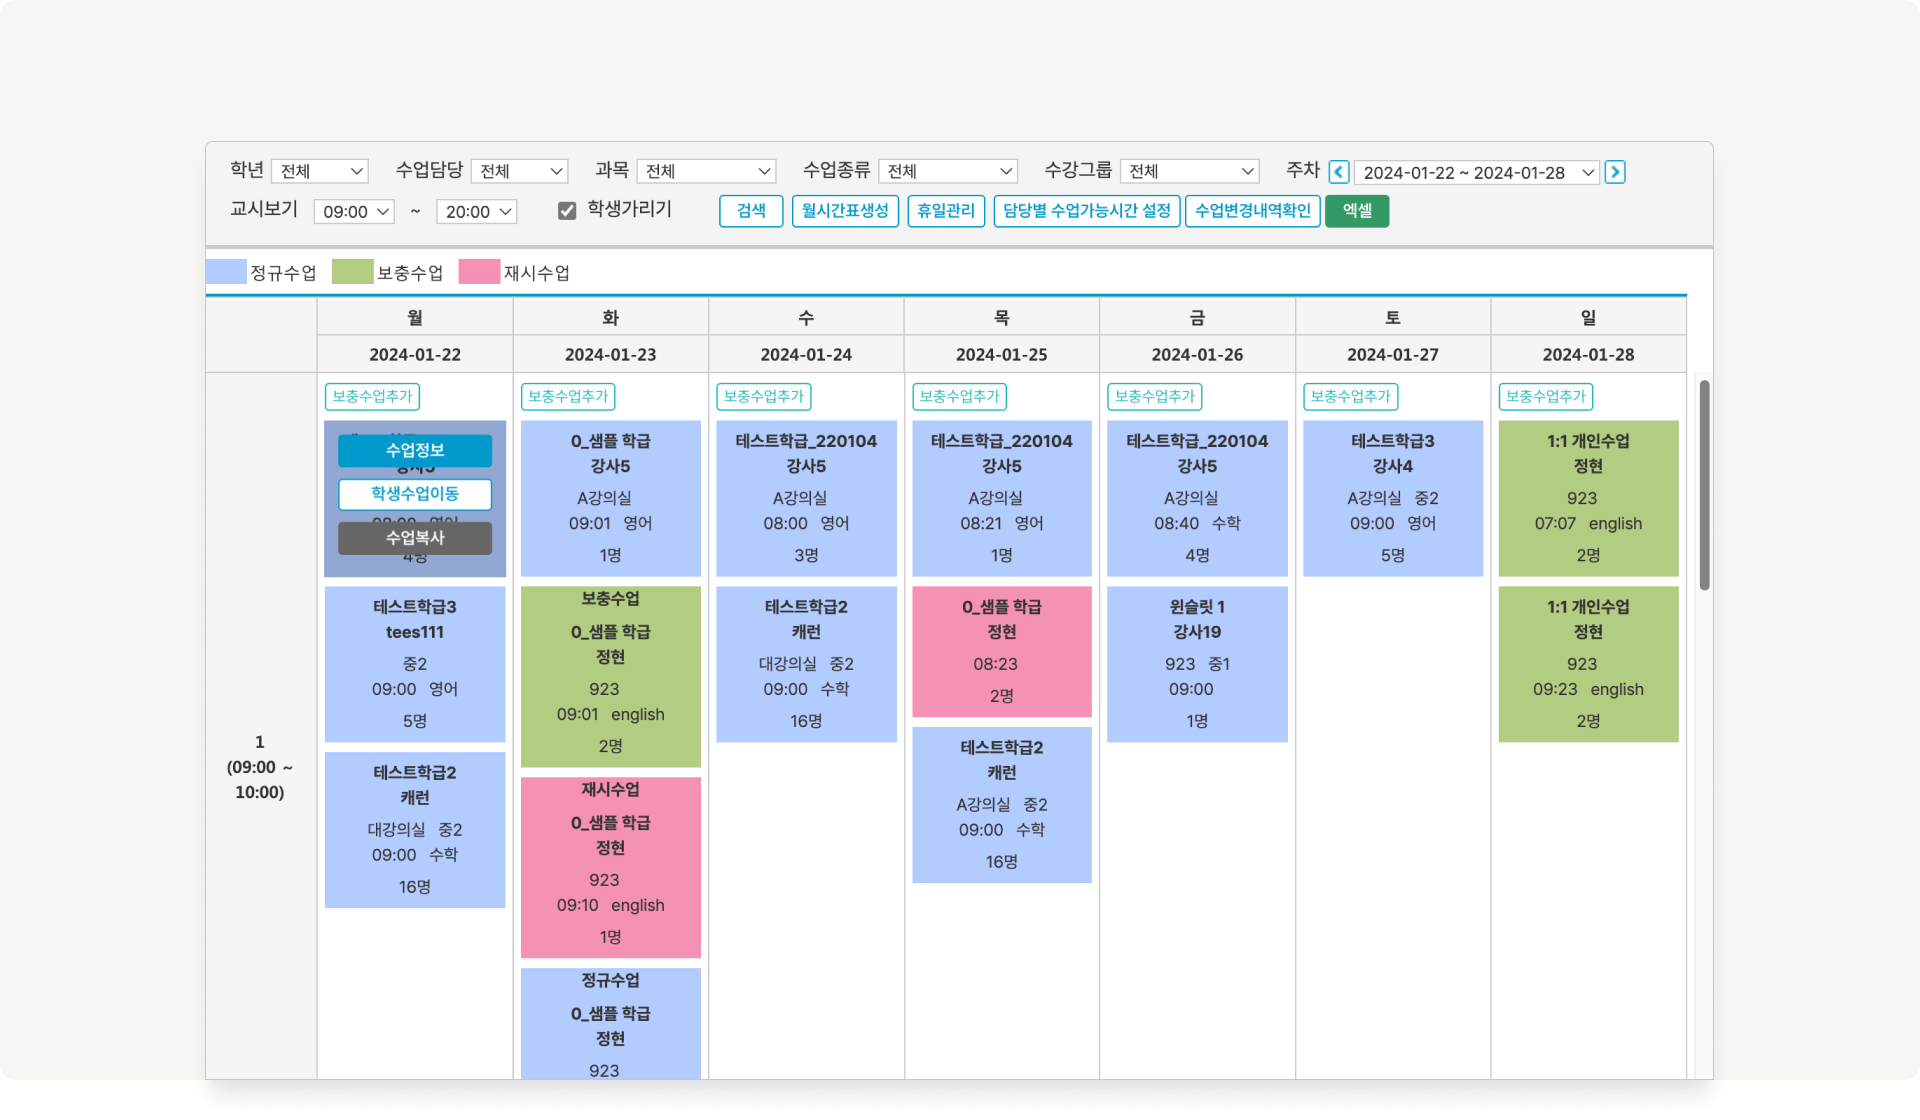 학년 전체 수업담당 전체 과목 전체 수업종류 전체 수강그룹 전체 주차 2024-01-22 ~ 2024-01-28
교시보기 09:00 ~ 20:00 학생가리기 검색 월시간표생성 휴일관리 담당별 수업가능시간 설정 수업변경내역확인 엑셀
정규수업 보충수업 재시수업
월 화 수 목 금 토 일
2024-01-22 2024-01-23 2024-01-24 2024-01-25 2024-01-26 2024-01-27 2024-01-28
1
(09:00 ~
10:00)
보충수업추가
수업정보
강사5
학생수업이동
08:00 영어
수업복사
4명
테스트학급3
tees111
중2
09:00 영어
5명
테스트학급2
캐런
대강의실 중2
09:00 수학
16명
보충수업추가
0_샘플 학급
강사5
A강의실
09:01 영어
1명
보충수업
0_샘플 학급
정현
923
09:01 english
2명
재시수업
0_샘플 학급
정현
923
09:10 english
1명
정규수업
0_샘플 학급
정현
923
보충수업추가
테스트학급_220104
강사5
A강의실
08:00 영어
3명
테스트학급2
캐런
대강의실 중2
09:00 수학
16명
보충수업추가
테스트학급_220104
강사5
A강의실
08:21 영어
1명
0_샘플 학급
정현
08:23
2명
테스트학급2
캐런
A강의실 중2
09:00 수학
16명
보충수업추가
테스트학급_220104
강사5
A강의실
08:40 수학
4명
윈슬릿 1
강사19
923 중1
09:00
1명
보충수업추가
테스트학급3
강사4
A강의실 중2
09:00 영어
5명
보충수업추가
1:1 개인수업
정현
923
07:07 english
2명
1:1 개인수업
정현
923
09:23 english
2명